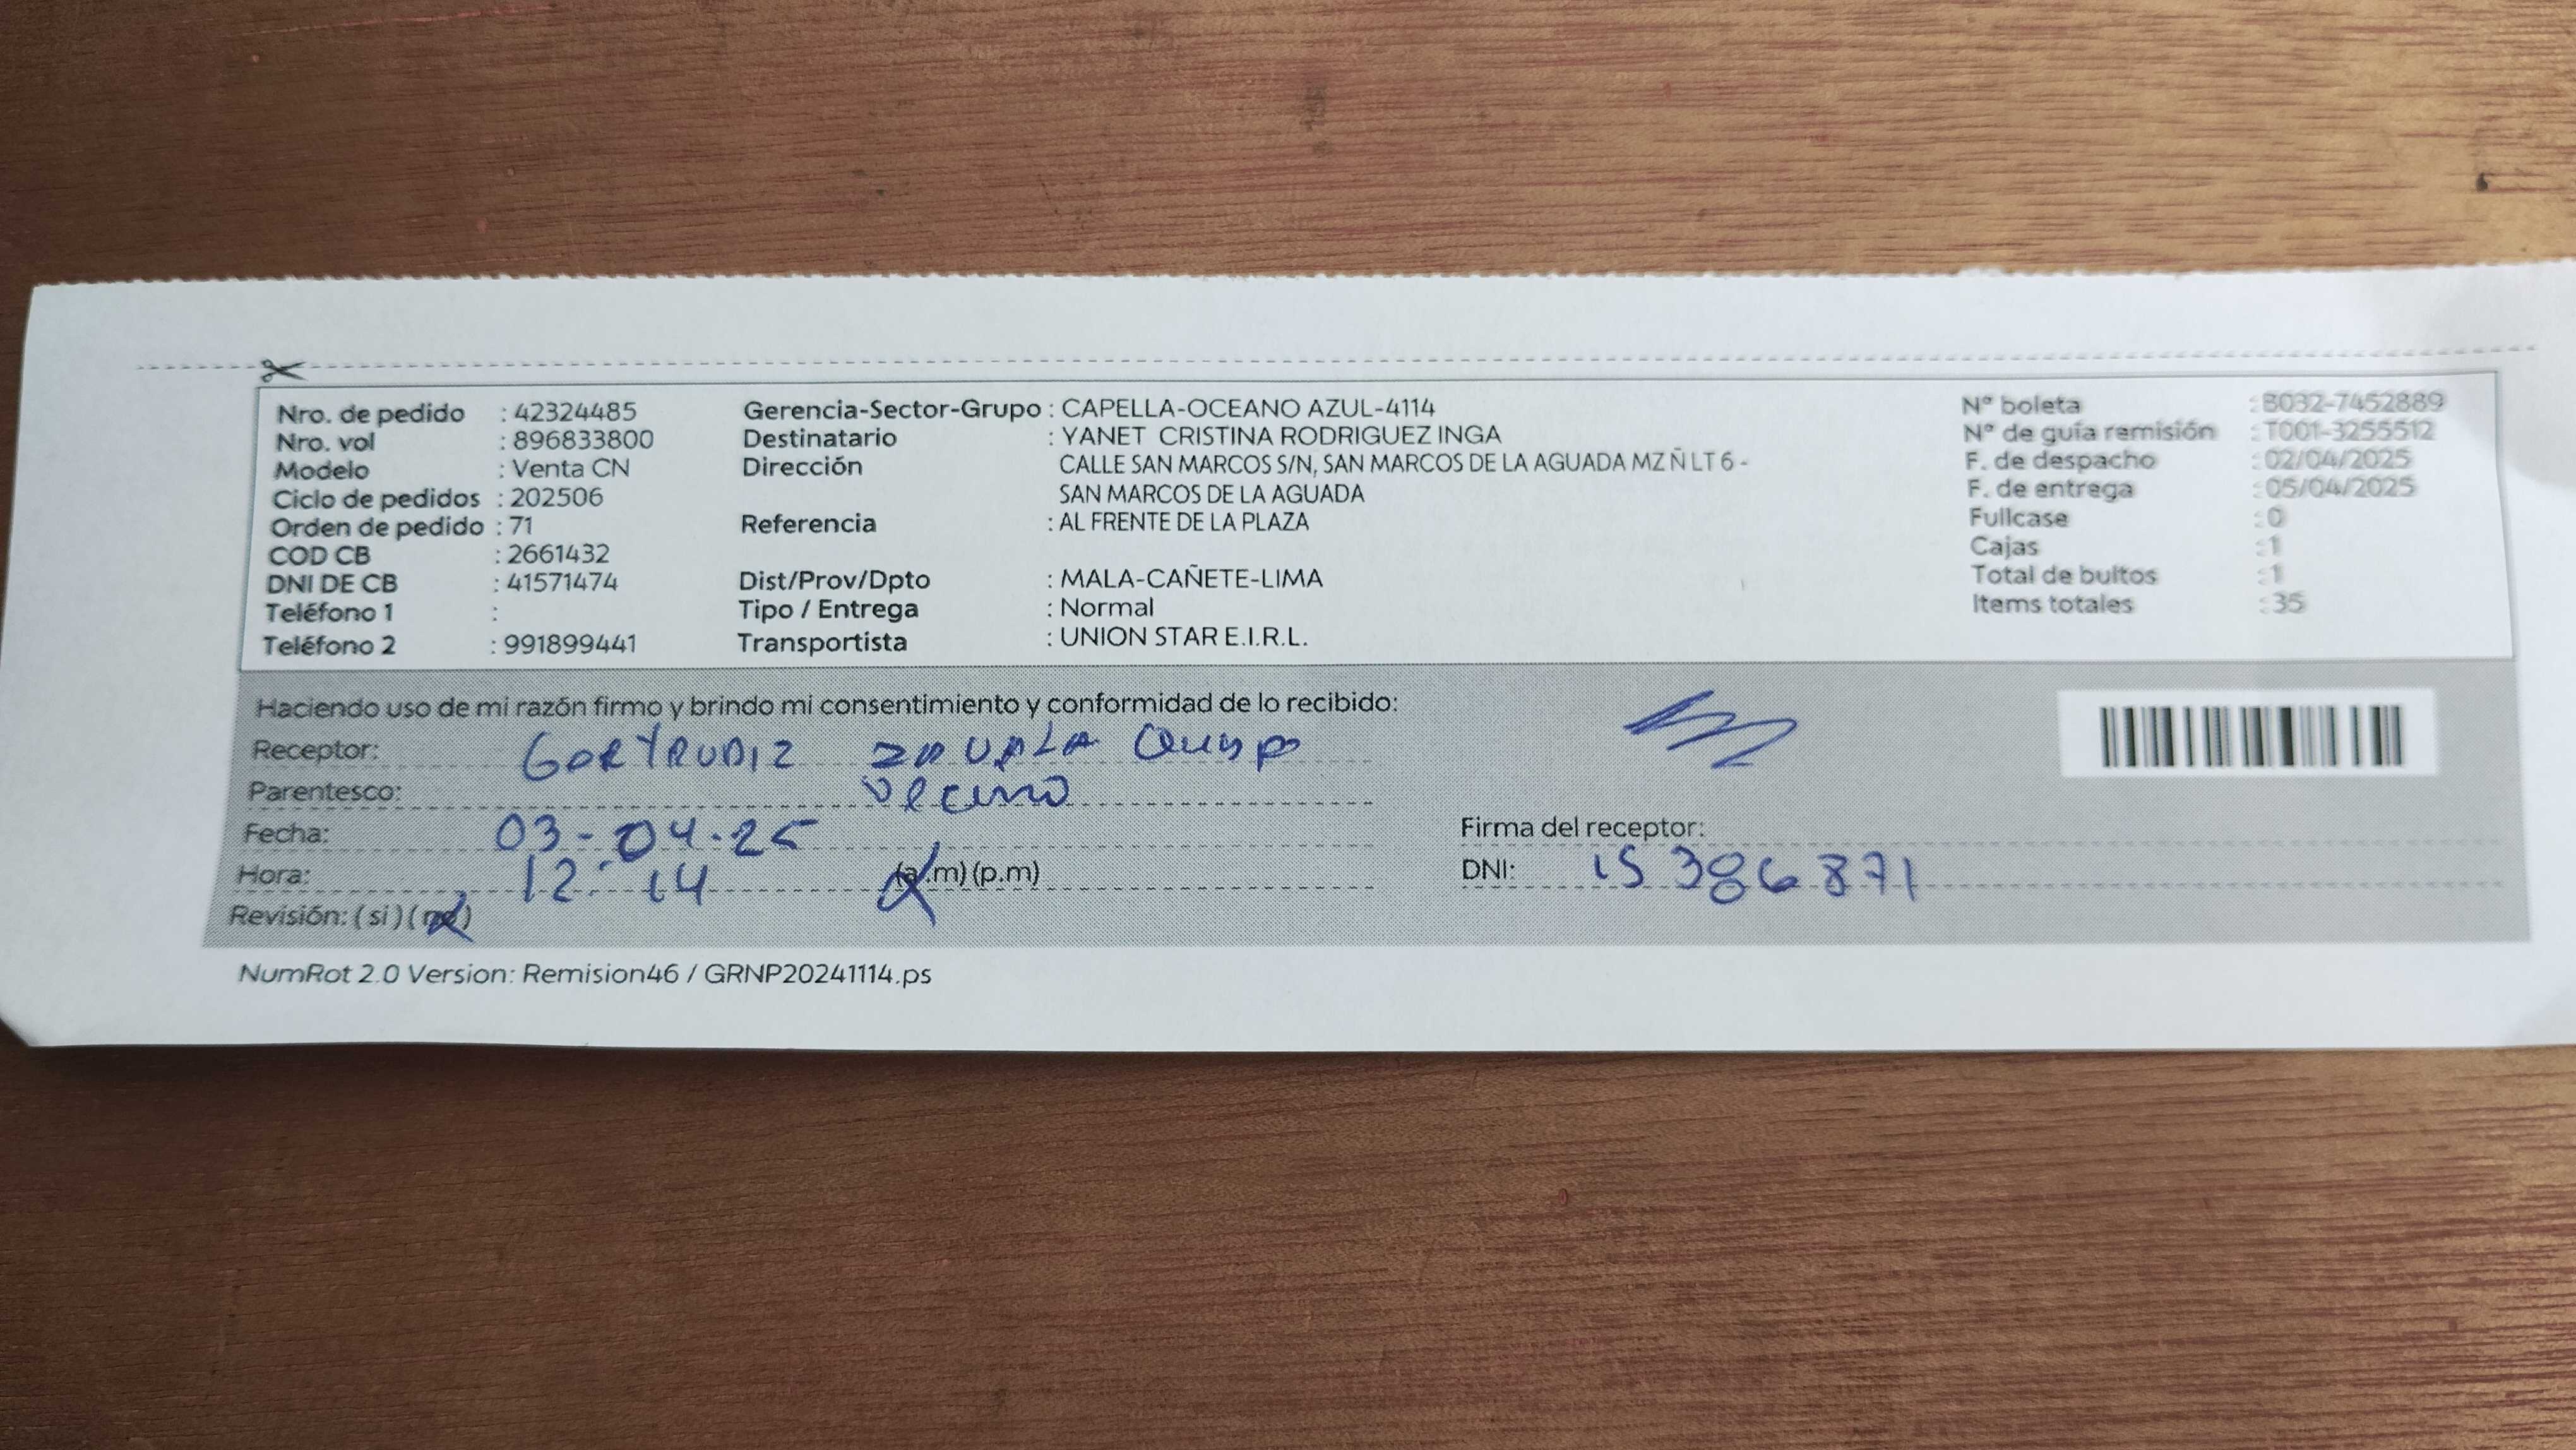 Nro. de pedido : 42324485
Nro. vol : 896833800
Modelo : Venta CN
Ciclo de pedidos : 202506
Orden de pedido : 71
COD CB : 2661432
DNI DE CB : 41571474
Teléfono 1 :
Teléfono 2 : 991899441
Gerencia-Sector-Grupo : CAPELLA-OCEANO AZUL-4114
Destinatario : YANET CRISTINA RODRIGUEZ INGA
Dirección CALLE SAN MARCOS S/N, SAN MARCOS DE LA AGUADA MZ Ñ LT 6 -
SAN MARCOS DE LA AGUADA
Referencia : AL FRENTE DE LA PLAZA
Dist/Prov/Dpto : MALA-CAÑETE-LIMA
Tipo / Entrega : Normal
Transportista : UNION STAR E.I.R.L.
Nº boleta : B032-7452889
Nº de guía remisión : T001-3255512
F. de despacho : 02/04/2025
F. de entrega : 05/04/2025
Fullcase : 0
Cajas : 1
Total de bultos : 1
Items totales : 35
Haciendo uso de mi razón firmo y brindo mi consentimiento y conformidad de lo recibido:
Receptor: GORTRUDIZ ZAVALA Quisp
Parentesco: Vecino
Fecha: 03-04-25
Hora: 12:14 (a.m) (p.m)
Revisión: (si) (no)
Firma del receptor:
DNI: 15386871
NumRot 2.0 Version: Remision46 / GRNP20241114.ps